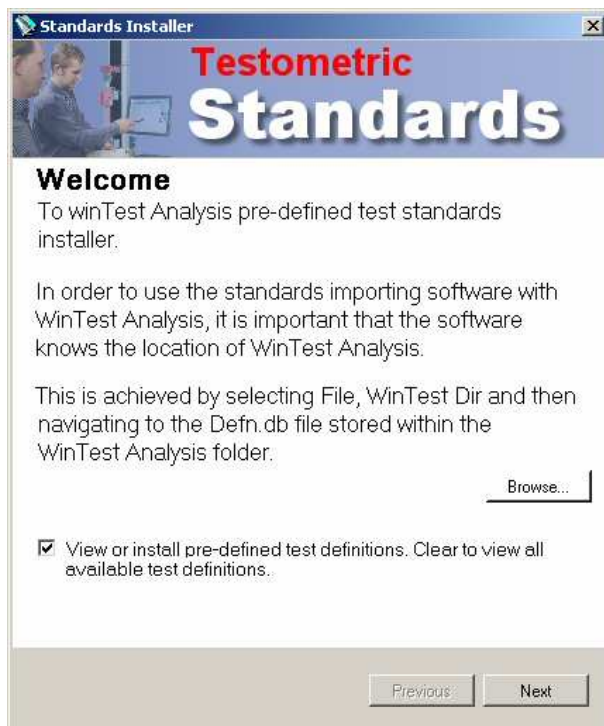 Standards Installer
Testometric
Standards
Welcome
To winTest Analysis pre-defined test standards
installer.
In order to use the standards importing software with
WinTest Analysis, it is important that the software
knows the location of WinTest Analysis.
This is achieved by selecting File, WinTest Dir and then
navigating to the Defn.db file stored within the
WinTest Analysis folder.
Browse...
View or install pre-defined test definitions. Clear to view all
available test definitions.
Previous
Next